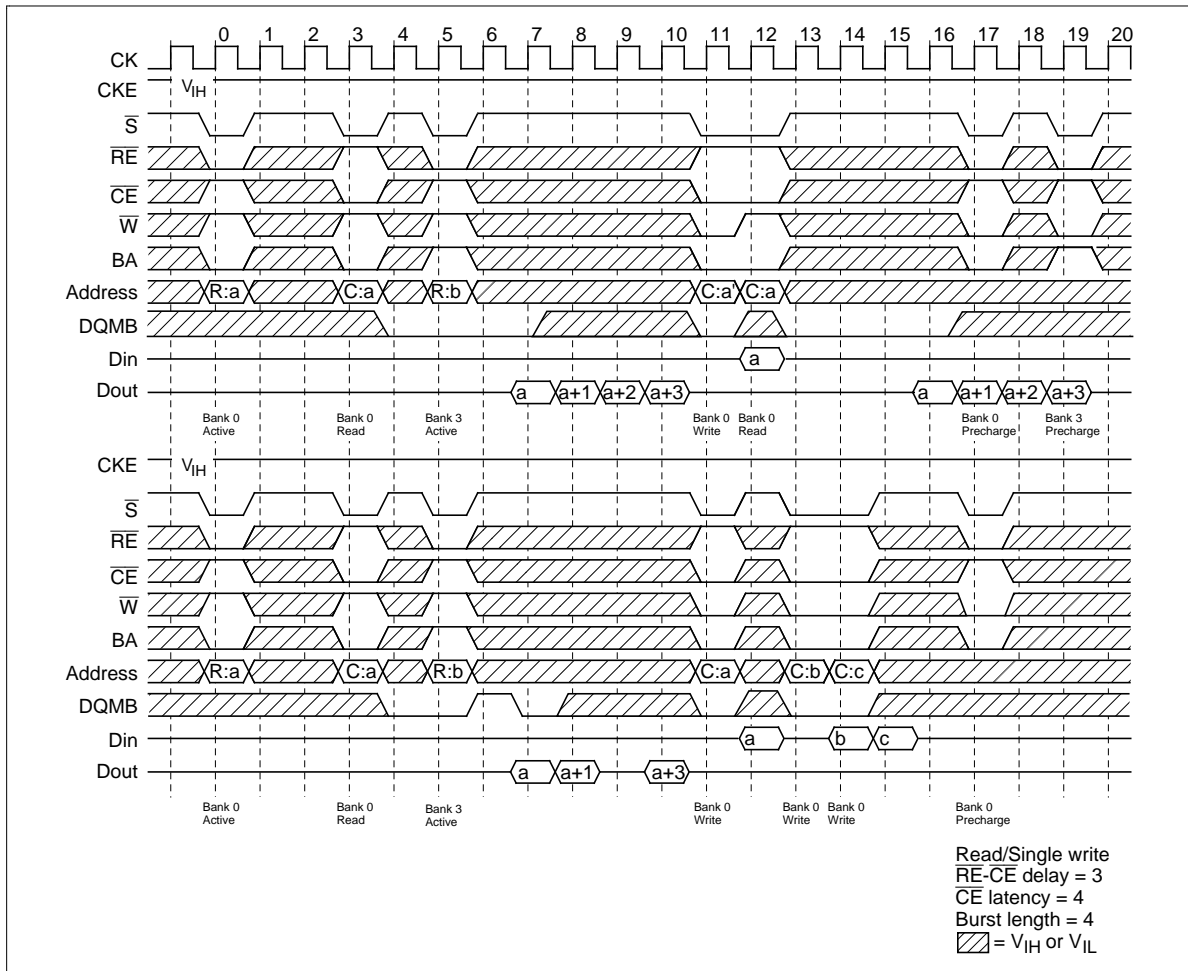 0 1 2 3 4 5 6 7 8 9 10 11 12 13 14 15 16 17 18 19 20
CK
CKE VIH
S
RE
CE
W
BA
Address R:a C:a R:b C:a' C:a
DQMB
Din a
Dout a a+1 a+2 a+3 a a+1 a+2 a+3
Bank 0 Bank 0 Bank 3 Bank 0 Bank 0 Bank 0 Bank 3
Active Read Active Write Read Precharge Precharge
CKE VIH
S
RE
CE
W
BA
Address R:a C:a R:b C:a C:b C:c
DQMB
Din a b c
Dout a a+1 a+3
Bank 0 Bank 0 Bank 3 Bank 0 Bank 0 Bank 0 Bank 0
Active Read Active Write Write Write Precharge
Read/Single write
RE-CE delay = 3
CE latency = 4
Burst length = 4
= VIH or VIL